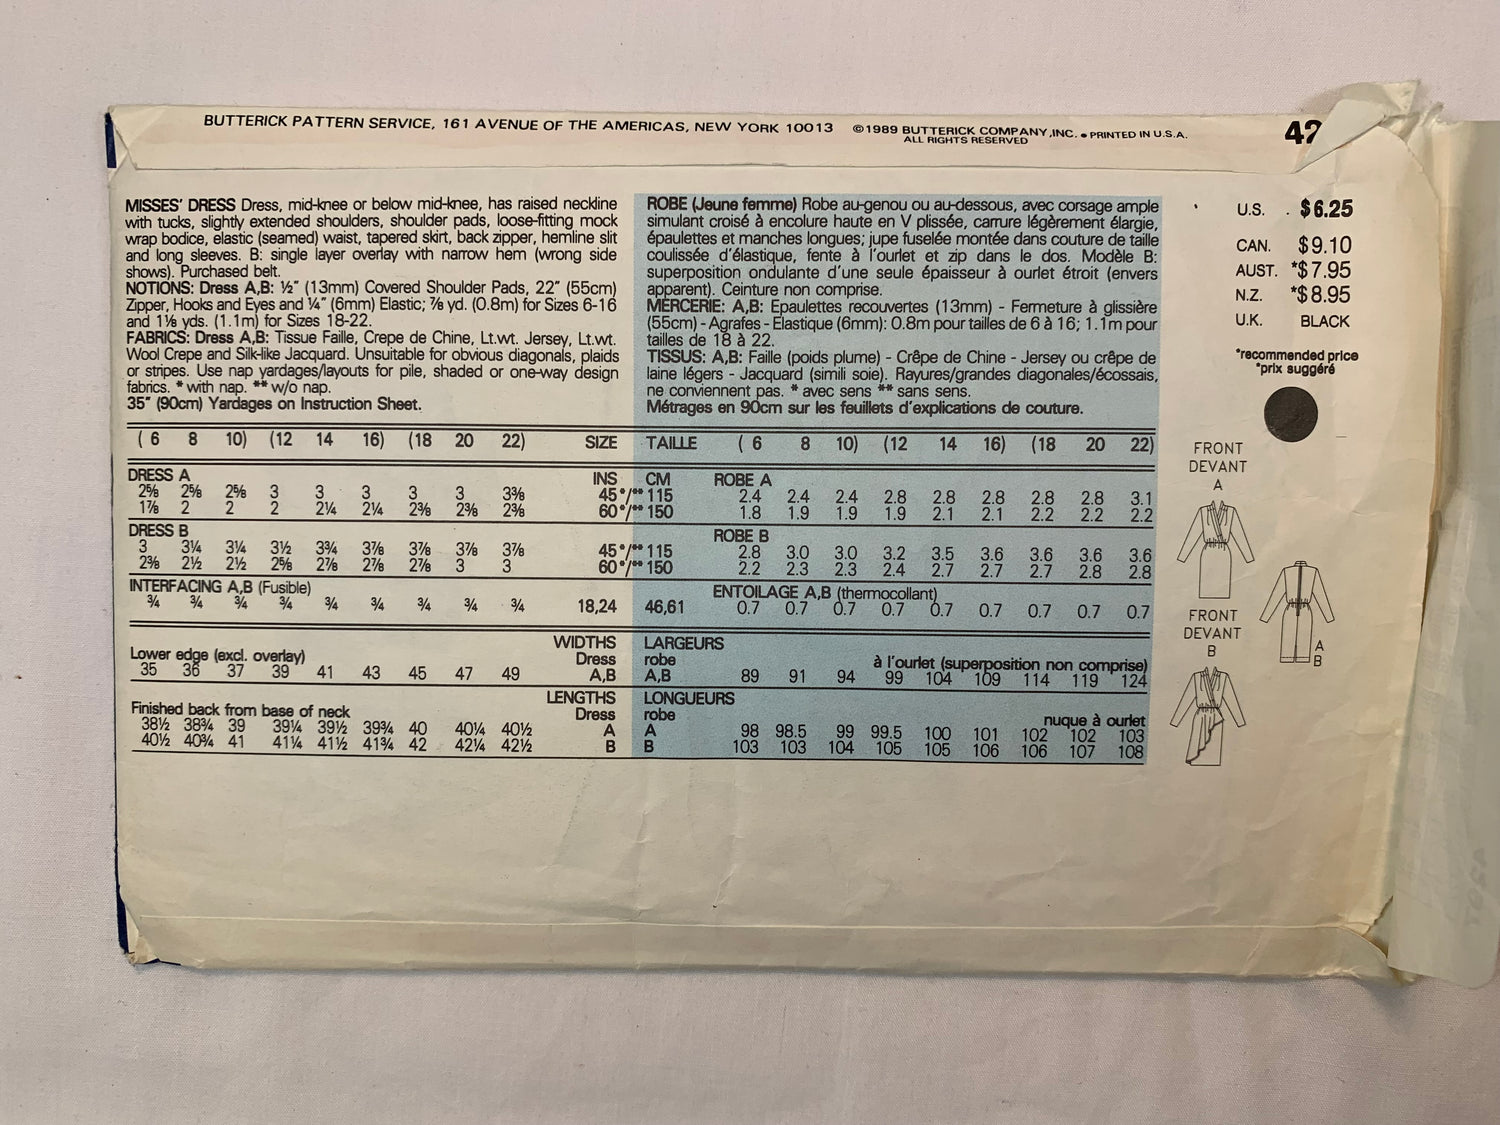 BUTTERICK PATTERN SERVICE, 161 AVENUE OF THE AMERICAS, NEW YORK 10013 ©1989 BUTTERICK COMPANY, INC. • PRINTED IN U.S.A.
ALL RIGHTS RESERVED
42
MISSES' DRESS Dress, mid-knee or below mid-knee, has raised neckline
with tucks, slightly extended shoulders, shoulder pads, loose-fitting mock
wrap bodice, elastic (seamed) waist, tapered skirt, back zipper, hemline slit
and long sleeves. B: single layer overlay with narrow hem (wrong side
shows). Purchased belt.
NOTIONS: Dress A,B: ½" (13mm) Covered Shoulder Pads, 22" (55cm)
Zipper, Hooks and Eyes and ¼" (6mm) Elastic; ⅞ yd. (0.8m) for Sizes 6-16
and 1⅛ yds. (1.1m) for Sizes 18-22.
FABRICS: Dress A,B: Tissue Faille, Crepe de Chine, Lt.wt. Jersey, Lt.wt.
Wool Crepe and Silk-like Jacquard. Unsuitable for obvious diagonals, plaids
or stripes. Use nap yardages/layouts for pile, shaded or one-way design
fabrics. * with nap. ** w/o nap.
35" (90cm) Yardages on Instruction Sheet.
ROBE (Jeune femme) Robe au-genou ou au-dessous, avec corsage ample
simulant croisé à encolure haute en V plissée, carrure légèrement élargie,
épaulettes et manches longues; jupe fuselée montée dans couture de taille
coulissée d'élastique, fente à l'ourlet et zip dans le dos. Modèle B:
superposition ondulante d'une seule épaisseur à ourlet étroit (envers
apparent). Ceinture non comprise.
MERCERIE: A,B: Epaulettes recouvertes (13mm) - Fermeture à glissière
(55cm) - Agrafes - Elastique (6mm): 0.8m pour tailles de 6 à 16; 1.1m pour
tailles de 18 à 22.
TISSUS: A,B: Faille (poids plume) - Crêpe de Chine - Jersey ou crêpe de
laine légers - Jacquard (simili soie). Rayures/grandes diagonales/écossais,
ne conviennent pas. * avec sens ** sans sens.
Métrages en 90cm sur les feuillets d'explications de couture.
U.S. $6.25
CAN. $9.10
AUST. *$7.95
N.Z. *$8.95
U.K. BLACK
*recommended price
*prix suggéré
( 6 8 10) (12 14 16) (18 20 22) SIZE TAILLE ( 6 8 10) (12 14 16) (18 20 22)
DRESS A INS CM ROBE A
2⅝ 2⅝ 2⅝ 3 3 3 3 3 3⅜ 45*/** 115 2.4 2.4 2.4 2.8 2.8 2.8 2.8 2.8 3.1
1⅞ 2 2 2 2¼ 2¼ 2⅜ 2⅜ 2⅜ 60*/** 150 1.8 1.9 1.9 1.9 2.1 2.1 2.2 2.2 2.2
DRESS B ROBE B
3 3¼ 3¼ 3½ 3¾ 3⅞ 3⅞ 3⅞ 3⅞ 45*/** 115 2.8 3.0 3.0 3.2 3.5 3.6 3.6 3.6 3.6
2⅜ 2½ 2½ 2⅝ 2⅞ 2⅞ 2⅞ 3 3 60*/** 150 2.2 2.3 2.3 2.4 2.7 2.7 2.7 2.8 2.8
INTERFACING A,B (Fusible) ENTOILAGE A,B (thermocollant)
¾ ¾ ¾ ¾ ¾ ¾ ¾ ¾ ¾ 18,24 46,61 0.7 0.7 0.7 0.7 0.7 0.7 0.7 0.7 0.7
WIDTHS LARGEURS
Lower edge (excl. overlay) Dress robe à l'ourlet (superposition non comprise)
35 36 37 39 41 43 45 47 49 A,B A,B 89 91 94 99 104 109 114 119 124
LENGTHS LONGUEURS
Finished back from base of neck Dress robe nuque à ourlet
38½ 38¾ 39 39¼ 39½ 39¾ 40 40¼ 40½ A A 98 98.5 99 99.5 100 101 102 102 103
40½ 40¾ 41 41¼ 41½ 41¾ 42 42¼ 42½ B B 103 103 104 105 105 106 106 107 108
FRONT
DEVANT
A
FRONT
DEVANT
B
A
B